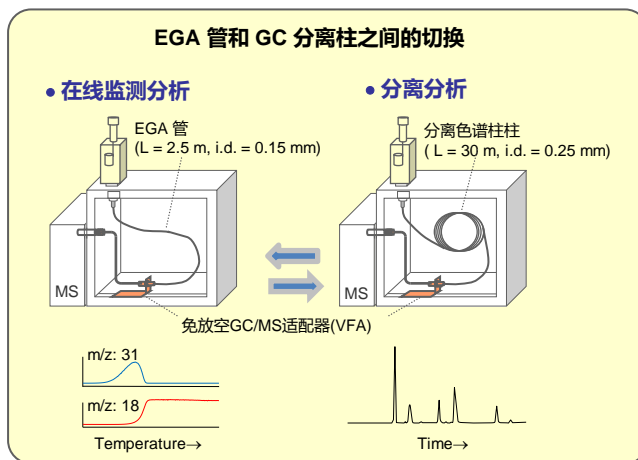 EGA 管和 GC 分离柱之间的切换
• 在线监测分析
• 分离分析
EGA 管
(L = 2.5 m, i.d. = 0.15 mm)
分离色谱柱柱
( L = 30 m, i.d. = 0.25 mm)
MS
MS
免放空GC/MS适配器(VFA)
m/z: 31
m/z: 18
Temperature→
Time→